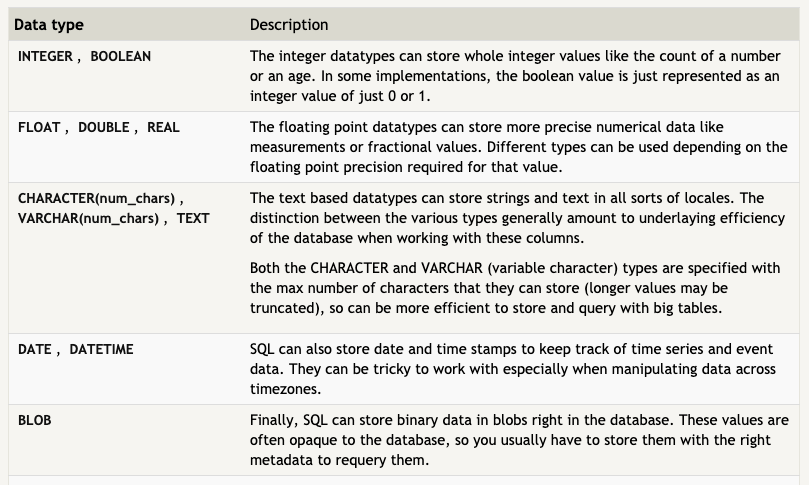 Data type Description
INTEGER , BOOLEAN The integer datatypes can store whole integer values like the count of a number
or an age. In some implementations, the boolean value is just represented as an
integer value of just 0 or 1.
FLOAT , DOUBLE , REAL The floating point datatypes can store more precise numerical data like
measurements or fractional values. Different types can be used depending on the
floating point precision required for that value.
CHARACTER(num_chars) , The text based datatypes can store strings and text in all sorts of locales. The
VARCHAR(num_chars) , TEXT distinction between the various types generally amount to underlaying efficiency
of the database when working with these columns.
Both the CHARACTER and VARCHAR (variable character) types are specified with
the max number of characters that they can store (longer values may be
truncated), so can be more efficient to store and query with big tables.
DATE , DATETIME SQL can also store date and time stamps to keep track of time series and event
data. They can be tricky to work with especially when manipulating data across
timezones.
BLOB Finally, SQL can store binary data in blobs right in the database. These values are
often opaque to the database, so you usually have to store them with the right
metadata to requery them.